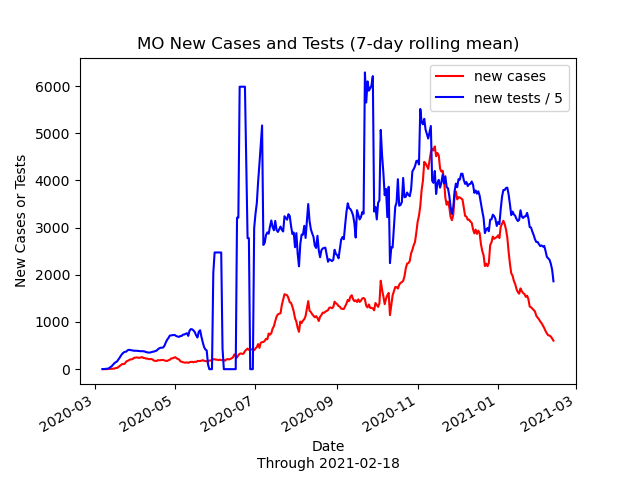 MO New Cases and Tests (7-day rolling mean)
new cases
new tests / 5
New Cases or Tests
6000
5000
4000
3000
2000
1000
0
2020-03
2020-05
2020-07
2020-09
2020-11
2021-01
2021-03
Date
Through 2021-02-18